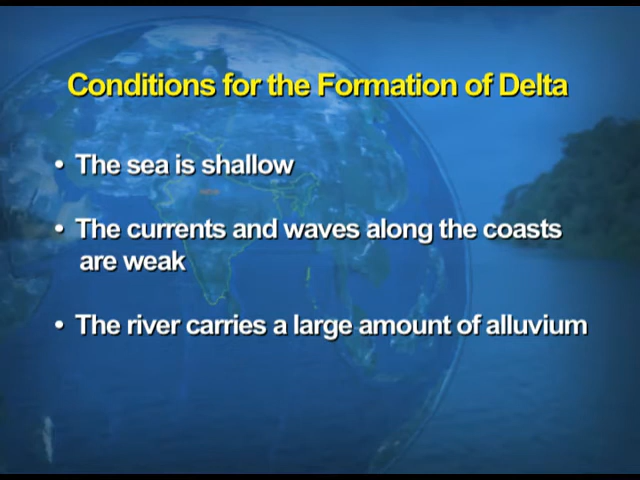 Conditions for the Formation of Delta
• The sea is shallow
• The currents and waves along the coasts
are weak
• The river carries a large amount of alluvium